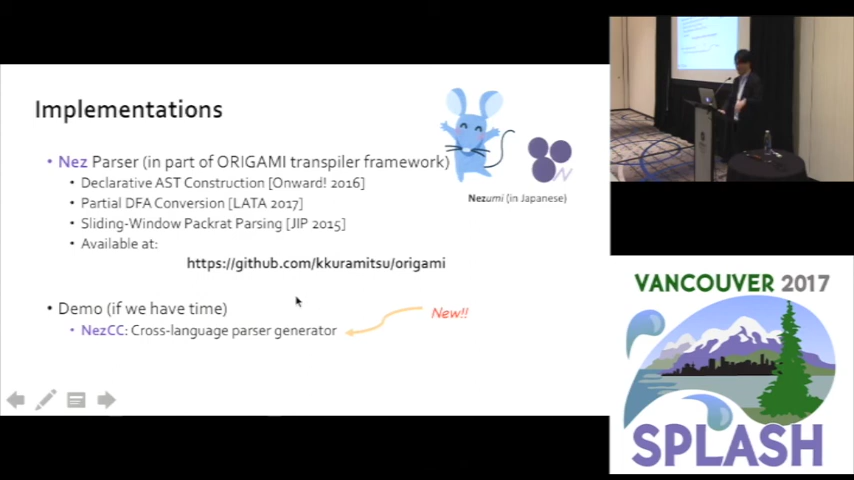 Implementations
• Nez Parser (in part of ORIGAMI transpiler framework)
• Declarative AST Construction [Onward! 2016]
• Partial DFA Conversion [LATA 2017]
• Sliding-Window Packrat Parsing [JIP 2015]
• Available at:
https://github.com/kkuramitsu/origami
• Demo (if we have time)
• NezCC: Cross-language parser generator
New!!
N
Nezumi (in Japanese)
VANCOUVER 2017
SPLASH